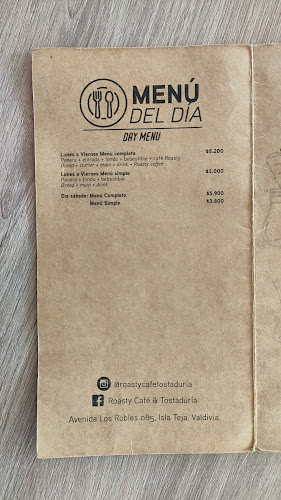 MENÚ
DEL DÍA
DAY MENU
Lunes a Viernes Menú completo $5.200
Panera + entrada + fondo + bebestible + café Roasty
Bread + starter + main + drink + Roasty coffee
Lunes a Viernes Menú simple $3.000
Panera + fondo + bebestible
Bread + main + drink
Día sábado: Menú Completo $5.900
Menú Simple $3.800
@roastycafetostaduria
Roasty Café & Tostaduría
Avenida Los Robles 085, Isla Teja, Valdivia.